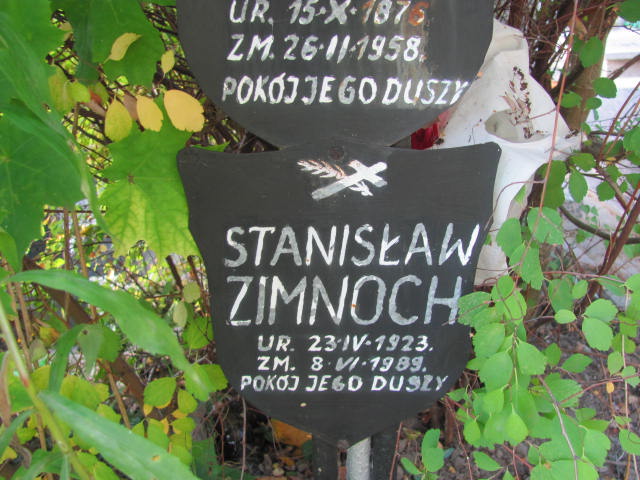 UR. 15·X·1876
ZM. 26·II·1958.
POKÓJ JEGO DUSZY
STANISŁAW
ZIMNOCH
UR. 23·IV·1923.
ZM. 8·VI·1989.
POKÓJ JEGO DUSZY